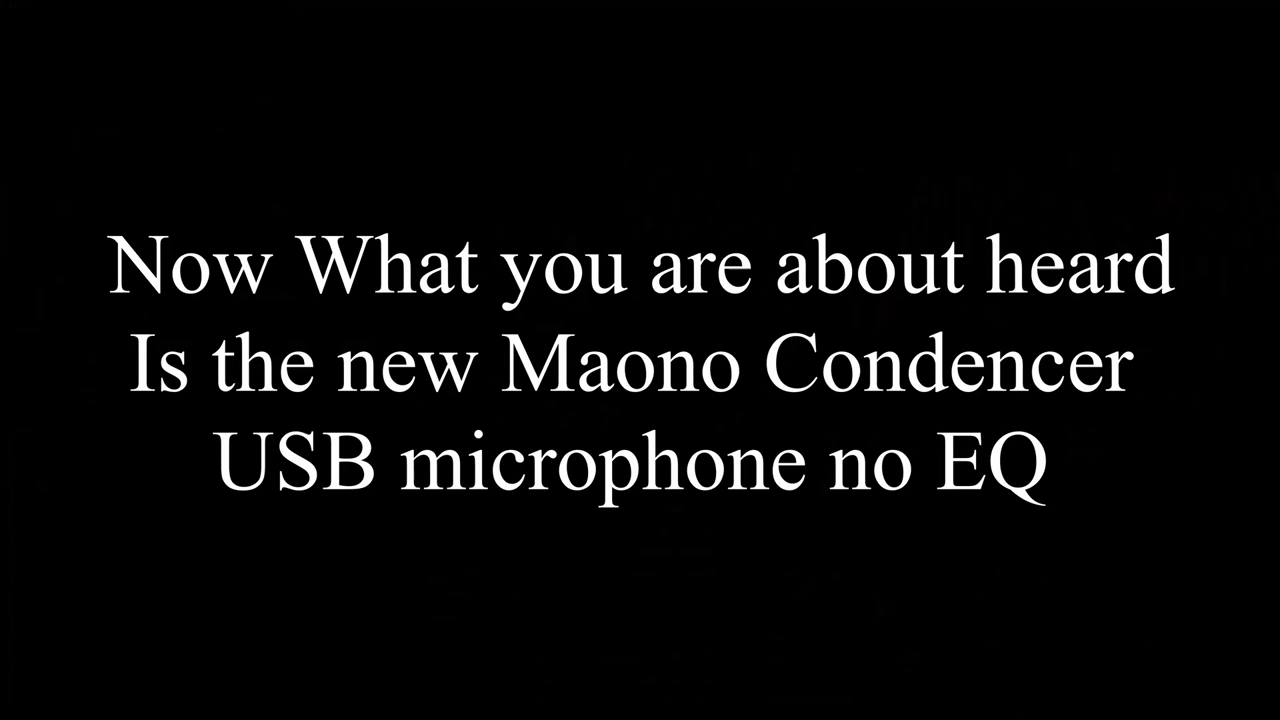 Now What you are about heard
Is the new Maono Condencer
USB microphone no EQ